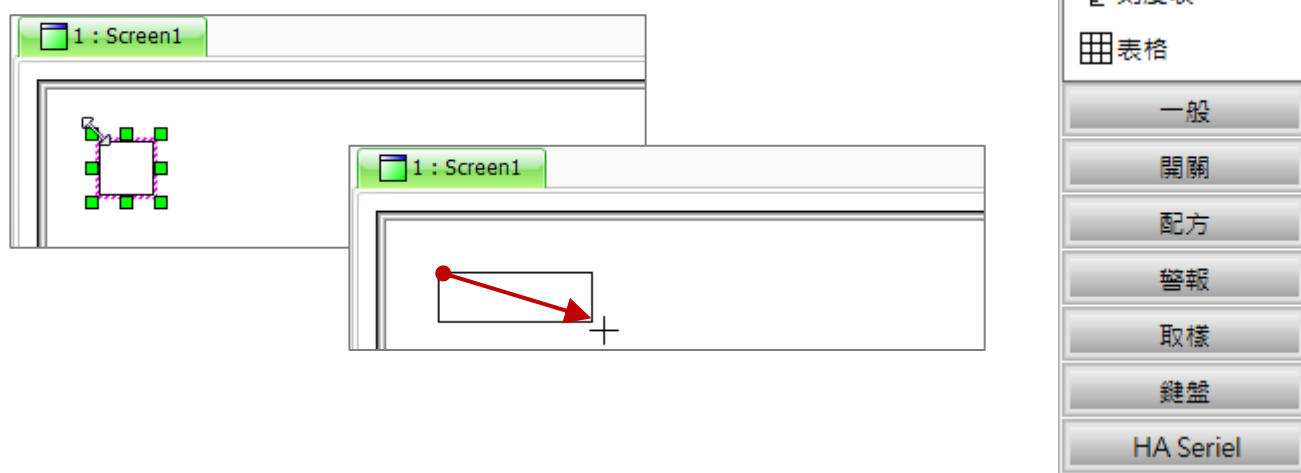 1 : Screen1
1 : Screen1
表格
一般
開關
配方
警報
取樣
鍵盤
HA Seriel